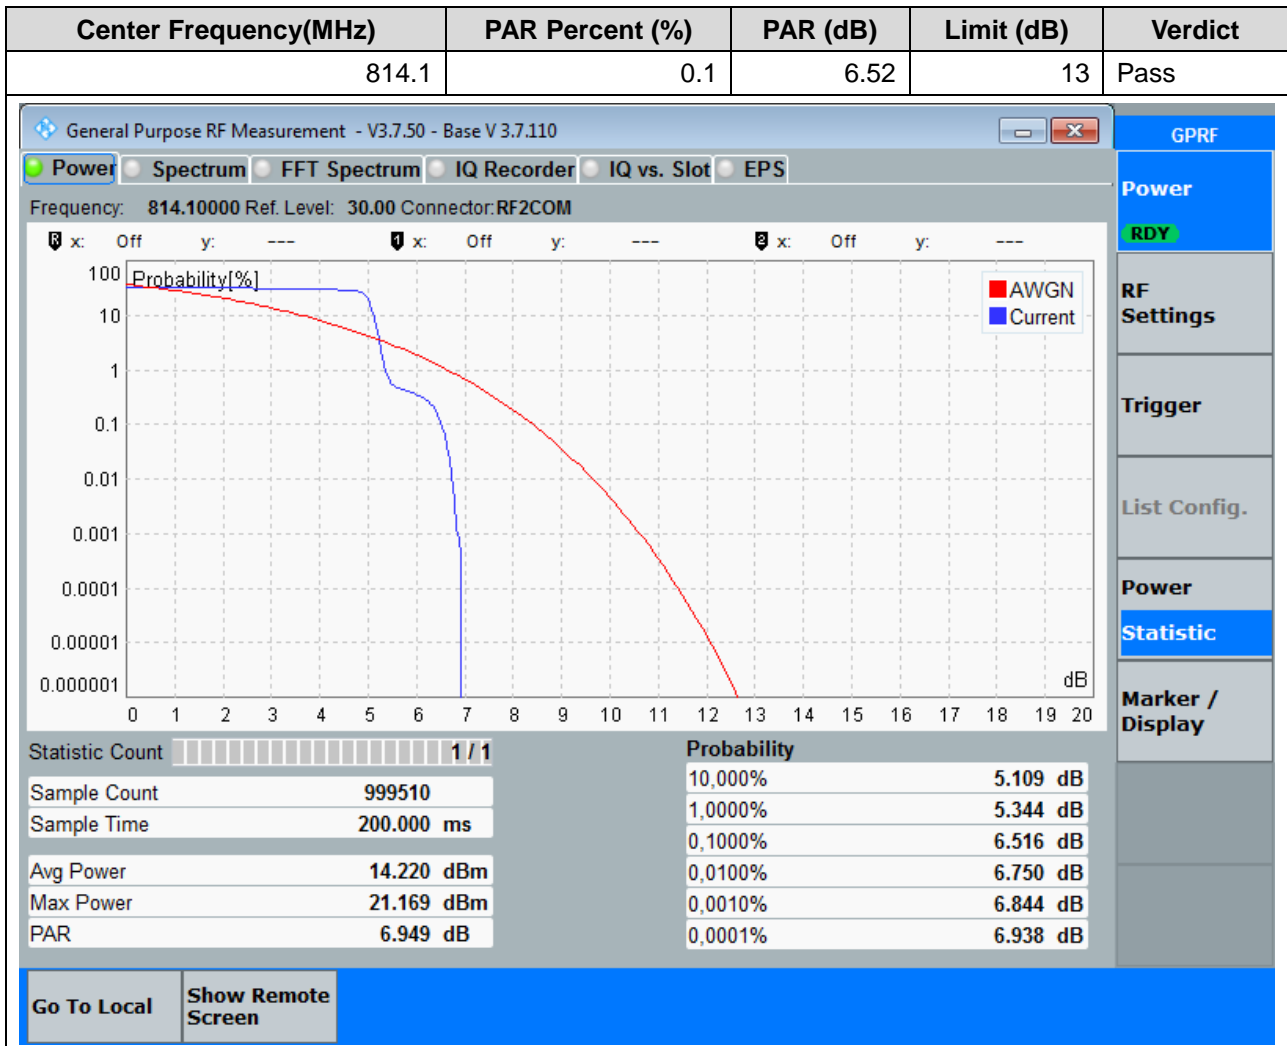 Center Frequency(MHz) PAR Percent (%) PAR (dB) Limit (dB) Verdict
814.1 0.1 6.52 13 Pass
General Purpose RF Measurement - V3.7.50 - Base V 3.7.110
GPRF
Power Spectrum FFT Spectrum IQ Recorder IQ vs. Slot EPS
Power
RDY
Frequency: 814.10000 Ref. Level: 30.00 Connector: RF2COM
R x: Off y: --- 1 x: Off y: --- 2 x: Off y: ---
Probability[%]
AWGN
Current
100
10
1
0.1
0.01
0.001
0.0001
0.00001
0.000001
dB
0 1 2 3 4 5 6 7 8 9 10 11 12 13 14 15 16 17 18 19 20
RF
Settings
Trigger
List Config.
Power
Statistic
Marker /
Display
Statistic Count 1 / 1
Sample Count 999510
Sample Time 200.000 ms
Avg Power 14.220 dBm
Max Power 21.169 dBm
PAR 6.949 dB
Probability
10,000% 5.109 dB
1,0000% 5.344 dB
0,1000% 6.516 dB
0,0100% 6.750 dB
0,0010% 6.844 dB
0,0001% 6.938 dB
Go To Local
Show Remote
Screen